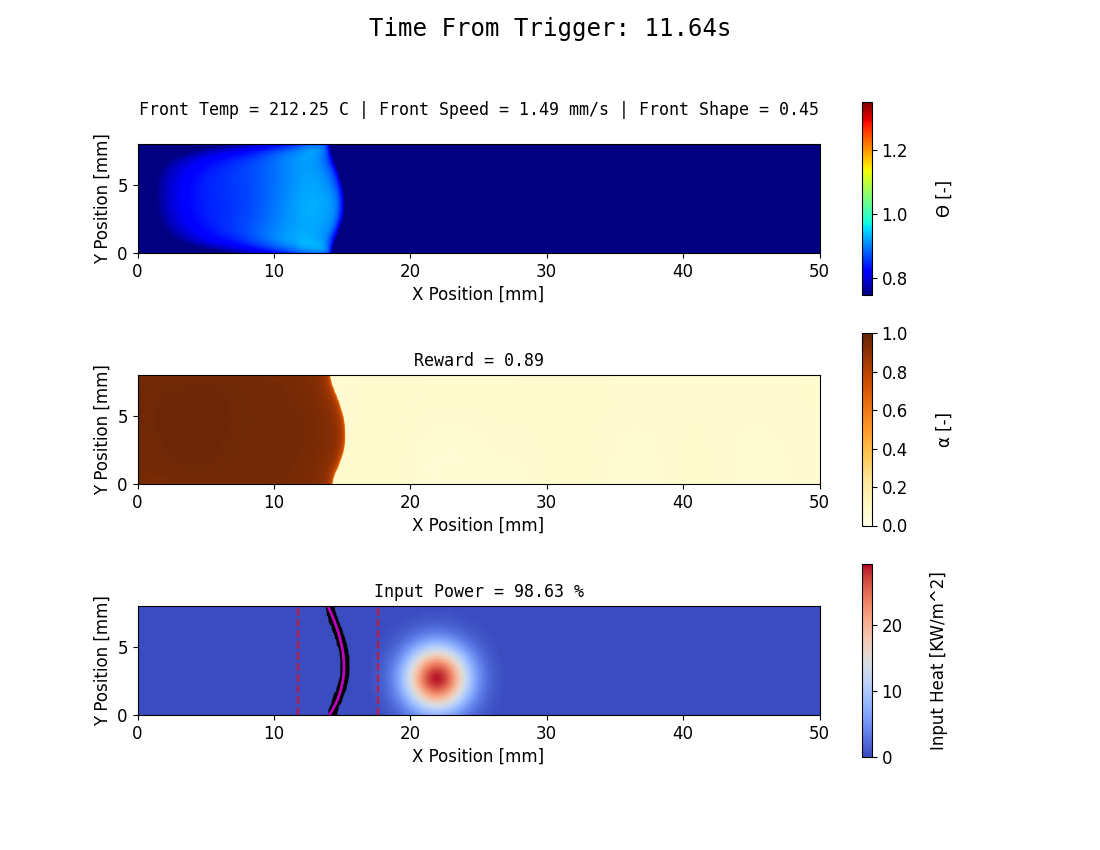 Time From Trigger: 11.64s
Front Temp = 212.25 C | Front Speed = 1.49 mm/s | Front Shape = 0.45
Y Position [mm]
5
0
0 10 20 30 40 50
X Position [mm]
1.2
1.0
0.8
Θ [-]
Reward = 0.89
Y Position [mm]
5
0
0 10 20 30 40 50
X Position [mm]
1.0
0.8
0.6
0.4
0.2
0.0
α [-]
Input Power = 98.63 %
Y Position [mm]
5
0
0 10 20 30 40 50
X Position [mm]
20
10
0
Input Heat [KW/m^2]